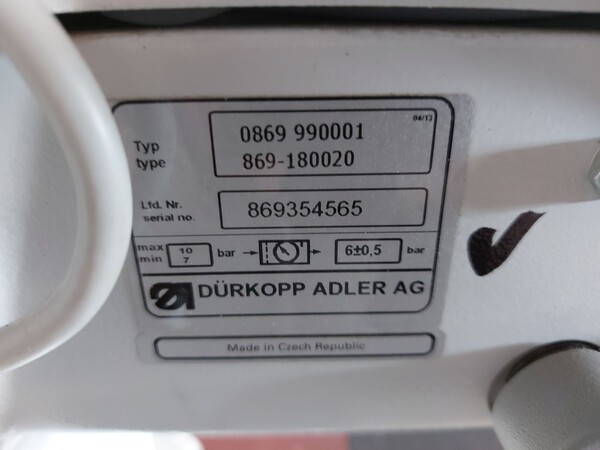 04/13
Typ
type
0869 990001
869-180020
Lfd. Nr.
serial no.
869354565
max
min
10
7
bar
6±0,5
bar
DÜRKOPP ADLER AG
Made in Czech Republic